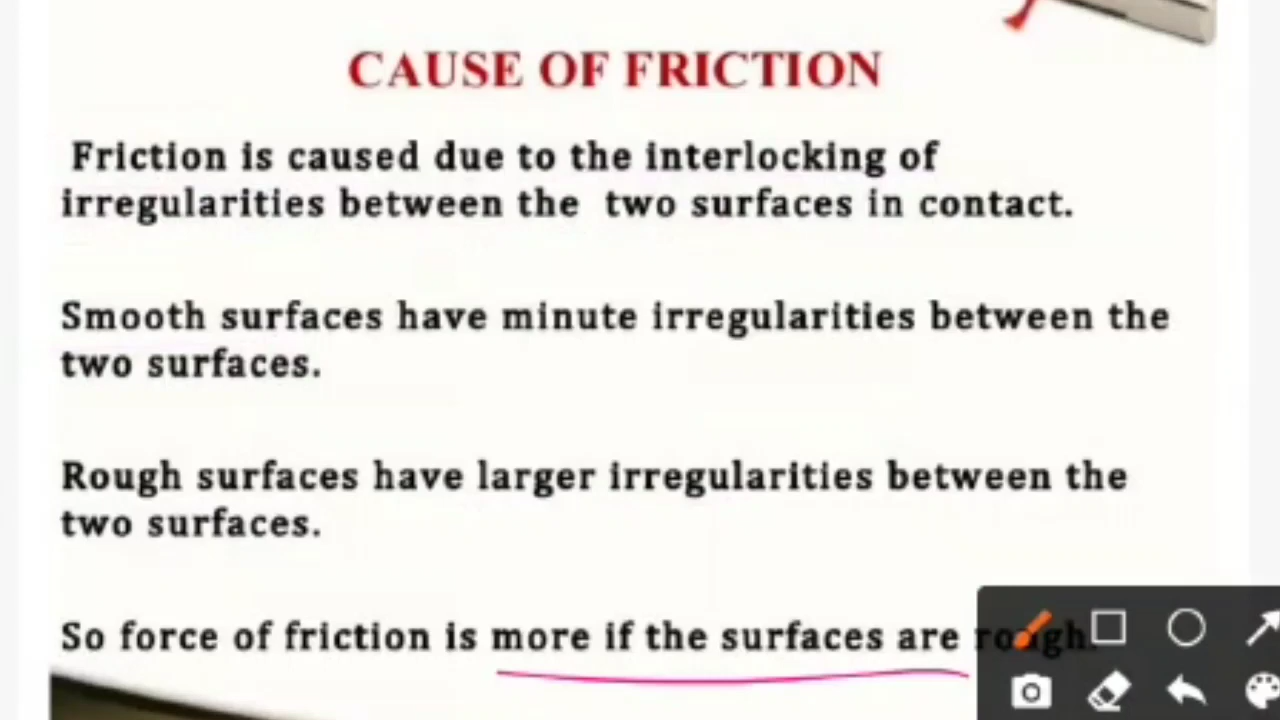 CAUSE OF FRICTION
Friction is caused due to the interlocking of
irregularities between the two surfaces in contact.
Smooth surfaces have minute irregularities between the
two surfaces.
Rough surfaces have larger irregularities between the
two surfaces.
So force of friction is more if the surfaces are rough.